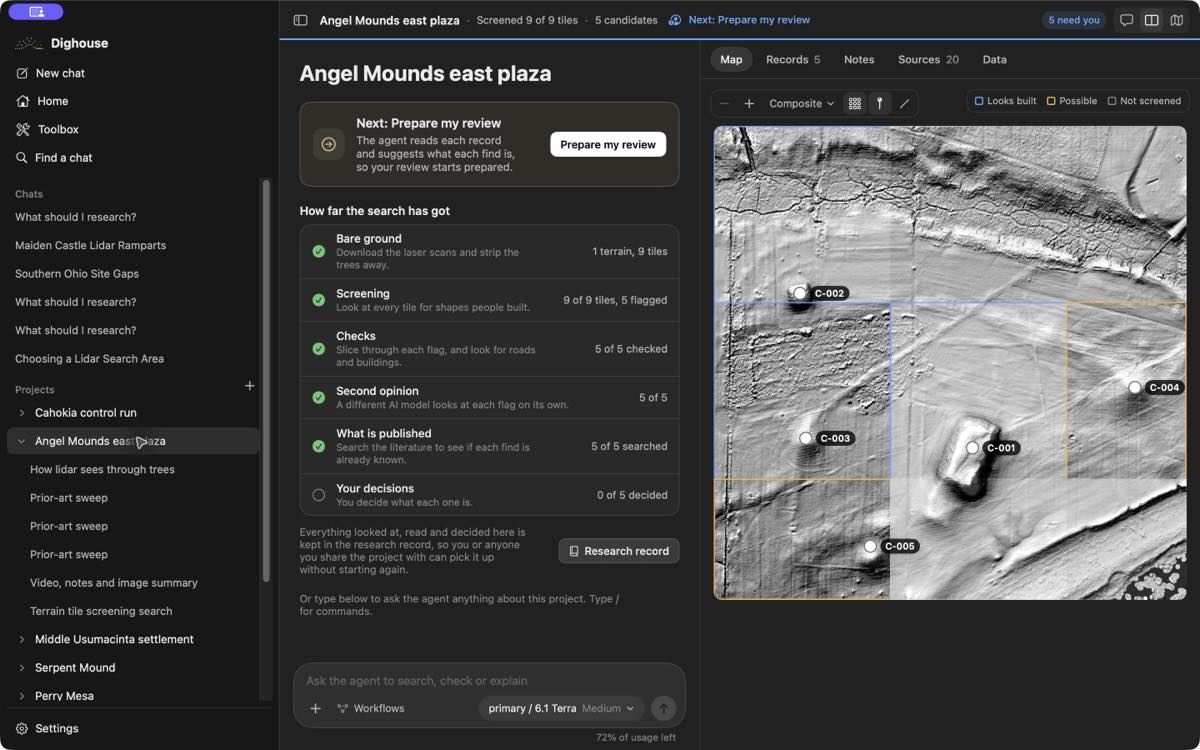 Dighouse
New chat
Home
Toolbox
Find a chat
Chats
What should I research?
Maiden Castle Lidar Ramparts
Southern Ohio Site Gaps
What should I research?
What should I research?
Choosing a Lidar Search Area
Projects
Cahokia control run
Angel Mounds east plaza
How lidar sees through trees
Prior-art sweep
Prior-art sweep
Prior-art sweep
Video, notes and image summary
Terrain tile screening search
Middle Usumacinta settlement
Serpent Mound
Perry Mesa
Settings
Angel Mounds east plaza · Screened 9 of 9 tiles · 5 candidates Next: Prepare my review 5 need you
Angel Mounds east plaza
Next: Prepare my review
The agent reads each record
and suggests what each find is,
so your review starts prepared.
Prepare my review
How far the search has got
Bare ground
Download the laser scans and strip the
trees away.
1 terrain, 9 tiles
Screening
Look at every tile for shapes people built.
9 of 9 tiles, 5 flagged
Checks
Slice through each flag, and look for roads
and buildings.
5 of 5 checked
Second opinion
A different AI model looks at each flag on its own.
5 of 5
What is published
Search the literature to see if each find is
already known.
5 of 5 searched
Your decisions
You decide what each one is.
0 of 5 decided
Everything looked at, read and decided here is
kept in the research record, so you or anyone
you share the project with can pick it up
without starting again.
Research record
Or type below to ask the agent anything about this project. Type /
for commands.
Ask the agent to search, check or explain
Workflows
primary / 6.1 Terra Medium
72% of usage left
Map Records 5 Notes Sources 20 Data
Composite
Looks built Possible Not screened
C-002
C-004
C-003
C-001
C-005